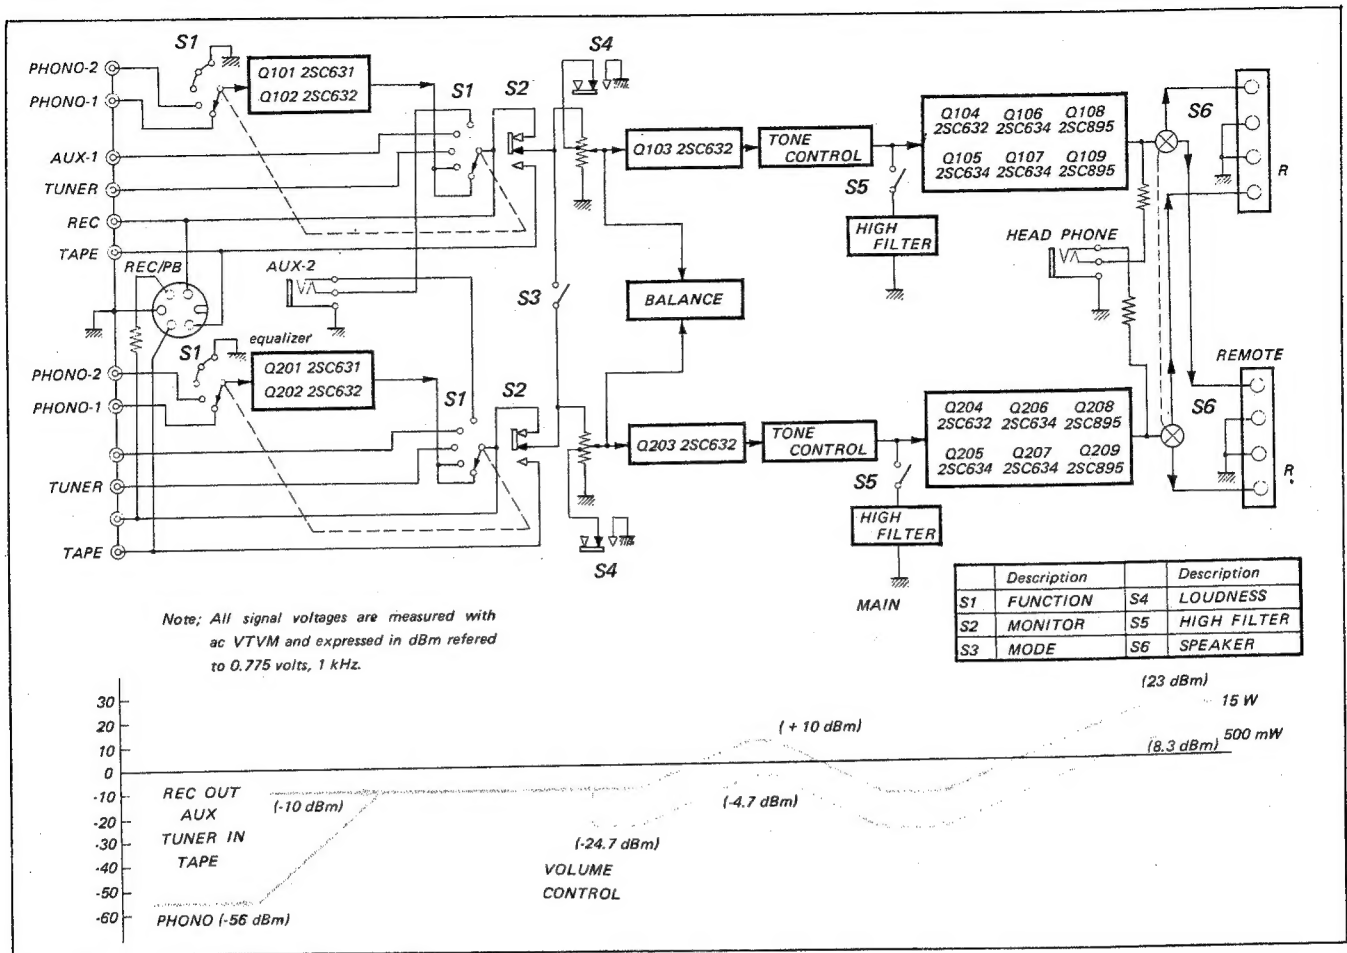 S1
PHONO-2
PHONO-1
AUX-1
TUNER
REC
TAPE
Q101 2SC631
Q102 2SC632
S1
S2
S4
Q103 2SC632
TONE
CONTROL
S5
HIGH
FILTER
Q104 Q106 Q108
2SC632 2SC634 2SC895
Q105 Q107 Q109
2SC634 2SC634 2SC895
S6
R
HEAD PHONE
REC/PB
AUX-2
S3
BALANCE
REMOTE
S1
equalizer
PHONO-2
PHONO-1
TUNER
TAPE
Q201 2SC631
Q202 2SC632
S1
S2
S4
Q203 2SC632
TONE
CONTROL
S5
HIGH
FILTER
Q204 Q206 Q208
2SC632 2SC634 2SC895
Q205 Q207 Q209
2SC634 2SC634 2SC895
S6
R
MAIN
Description Description
S1 FUNCTION S4 LOUDNESS
S2 MONITOR S5 HIGH FILTER
S3 MODE S6 SPEAKER
Note; All signal voltages are measured with
ac VTVM and expressed in dBm refered
to 0.775 volts, 1 kHz.
30
20
10
0
-10
-20
-30
-40
-50
-60
REC OUT
AUX
TUNER IN
TAPE
(-10 dBm)
PHONO (-56 dBm)
(-24.7 dBm)
VOLUME
CONTROL
(+ 10 dBm)
(-4.7 dBm)
(23 dBm)
15 W
(8.3 dBm)
500 mW